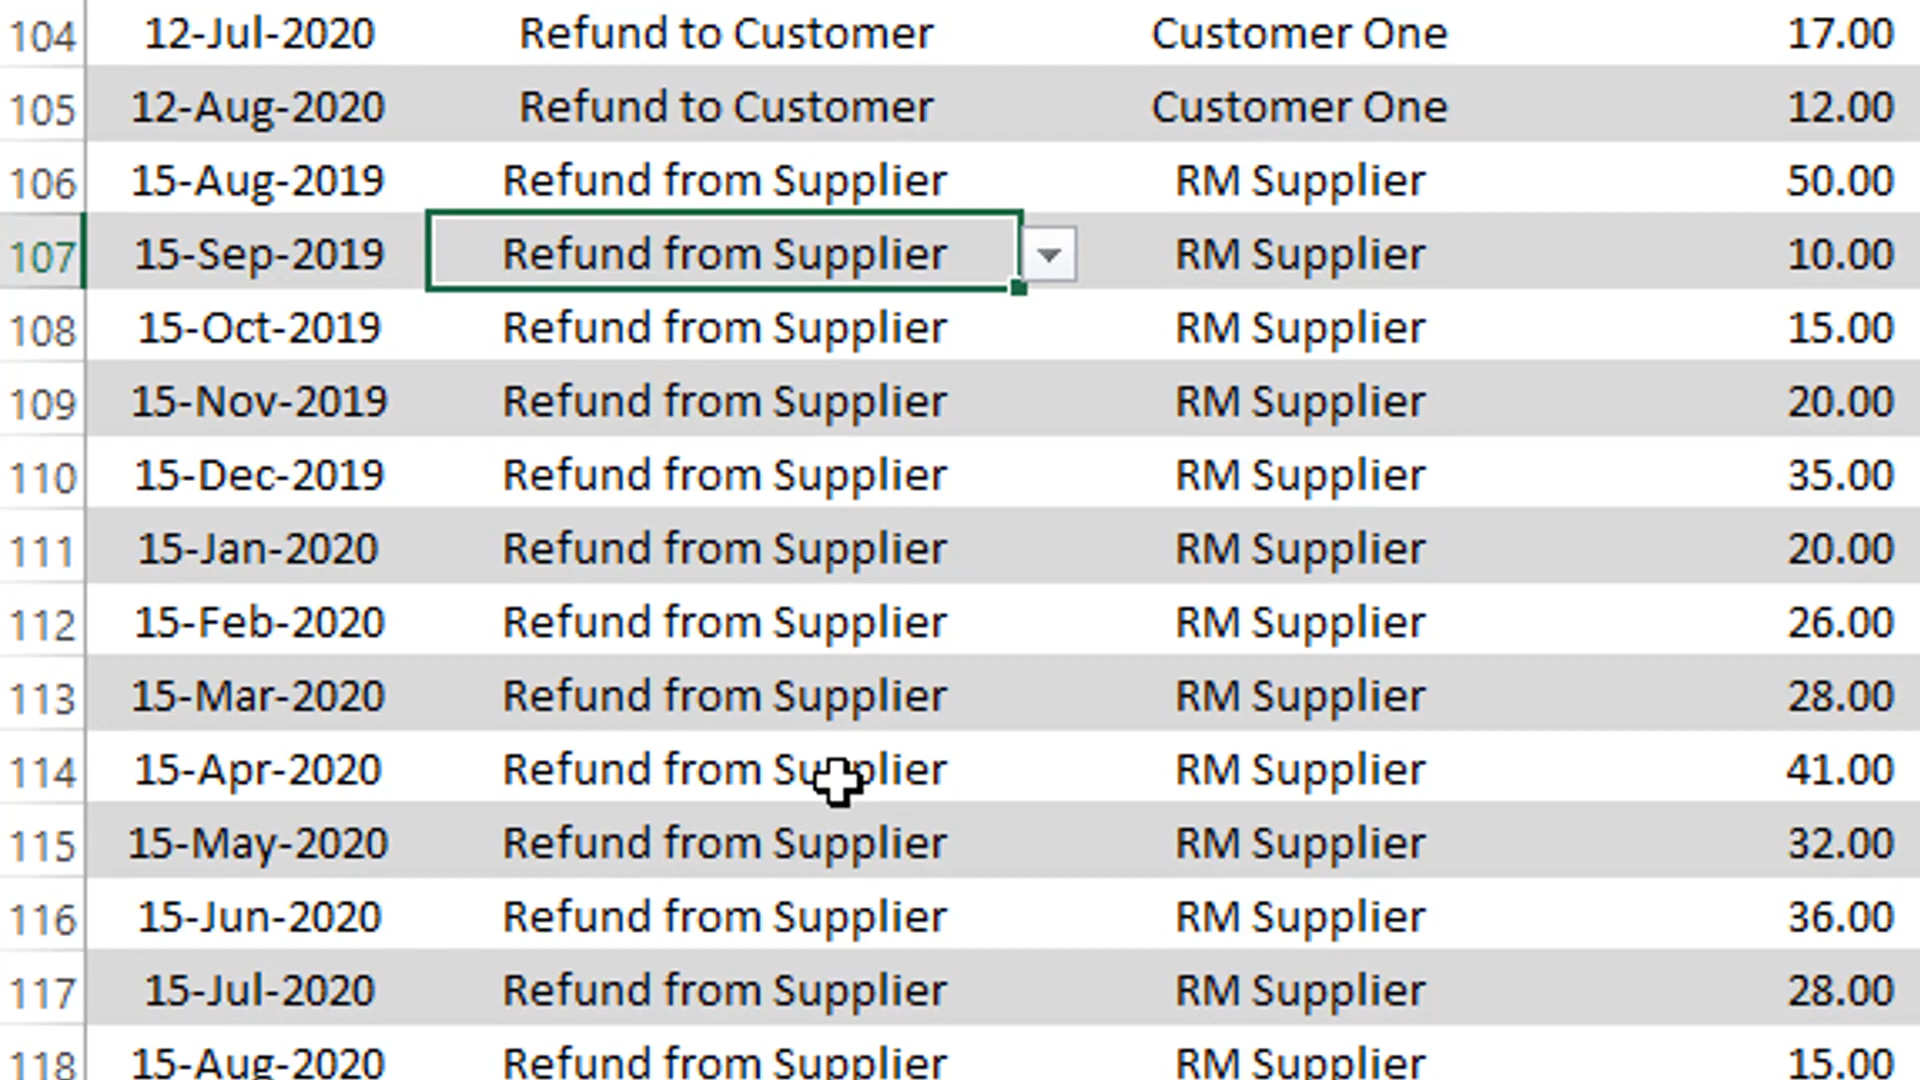 104 12-Jul-2020 Refund to Customer Customer One 17.00
105 12-Aug-2020 Refund to Customer Customer One 12.00
106 15-Aug-2019 Refund from Supplier RM Supplier 50.00
107 15-Sep-2019 Refund from Supplier RM Supplier 10.00
108 15-Oct-2019 Refund from Supplier RM Supplier 15.00
109 15-Nov-2019 Refund from Supplier RM Supplier 20.00
110 15-Dec-2019 Refund from Supplier RM Supplier 35.00
111 15-Jan-2020 Refund from Supplier RM Supplier 20.00
112 15-Feb-2020 Refund from Supplier RM Supplier 26.00
113 15-Mar-2020 Refund from Supplier RM Supplier 28.00
114 15-Apr-2020 Refund from Supplier RM Supplier 41.00
115 15-May-2020 Refund from Supplier RM Supplier 32.00
116 15-Jun-2020 Refund from Supplier RM Supplier 36.00
117 15-Jul-2020 Refund from Supplier RM Supplier 28.00
118 15-Aug-2020 Refund from Supplier RM Supplier 15.00